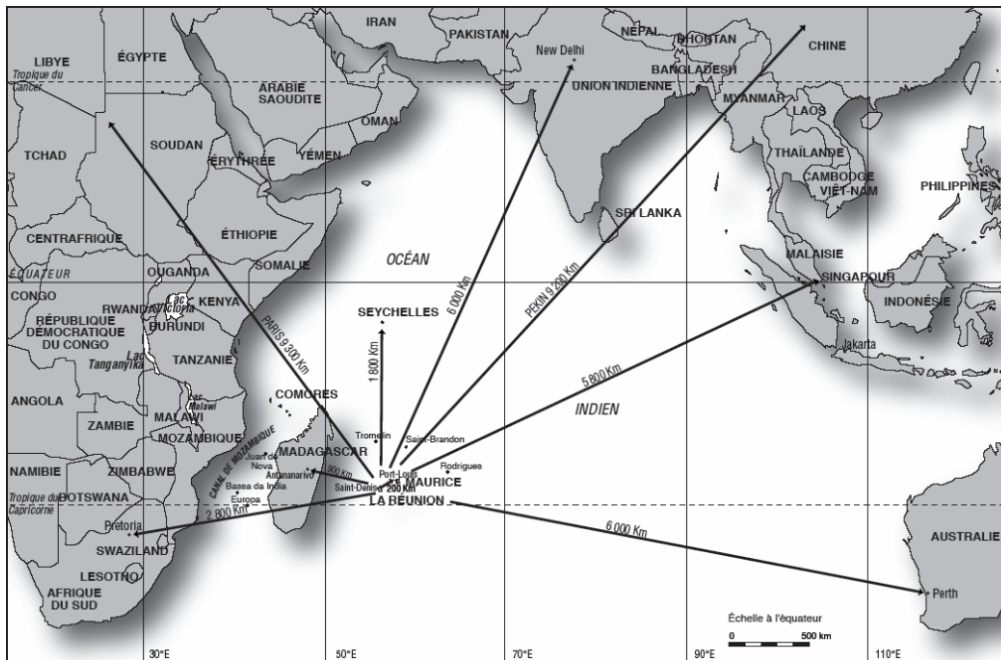 IRAN
PAKISTAN
NÉPAL
BHOGTAN
CHINE
New Delhi
LIBYE
ÉGYPTE
BANGLADESH
Tropique du
Cancer
ARABIE
SAOUDITE
UNION INDIENNE
MYANMAR
LAOS
OMAN
TCHAD
SOUDAN
ÉRYTHRÉE
YÉMEN
THAÏLANDE
CAMBODGE
VIÊT-NAM
PHILIPPINES
SRI LANKA
CENTRAFRIQUE
ÉTHIOPIE
SOMALIE
OCÉAN
MALAISIE
ÉQUATEUR
OUGANDA
SINGAPOUR
CONGO
RWANDA
Lac
Victoria
KENYA
INDONÉSIE
RÉPUBLIQUE
DÉMOCRATIQUE
DU CONGO
BURUNDI
SEYCHELLES
PARIS 9 300 Km
6 000 Km
PEKIN 9 200 Km
Lac
Tanganyika
TANZANIE
Jakarta
1 800 Km
5 800 Km
ANGOLA
Lac
Malawi
COMORES
INDIEN
ZAMBIE
MALAWI
MOZAMBIQUE
CANAL DE MOZAMBIQUE
Tromelin
Saint-Brandon
MADAGASCAR
Juan de
Nova
NAMIBIE
ZIMBABWE
Antananarivo
900 Km
Port-Louis
Rodrigues
MAURICE
Bassa da India
Saint-Denis
à 200 Km
Tropique du
Capricorne
BOTSWANA
Europa
LA RÉUNION
2 800 Km
6 000 Km
Pretoria
AUSTRALIE
SWAZILAND
LESOTHO
AFRIQUE
DU SUD
Perth
Échelle à l'équateur
0 500 km
30°E 50°E 70°E 90°E 110°E